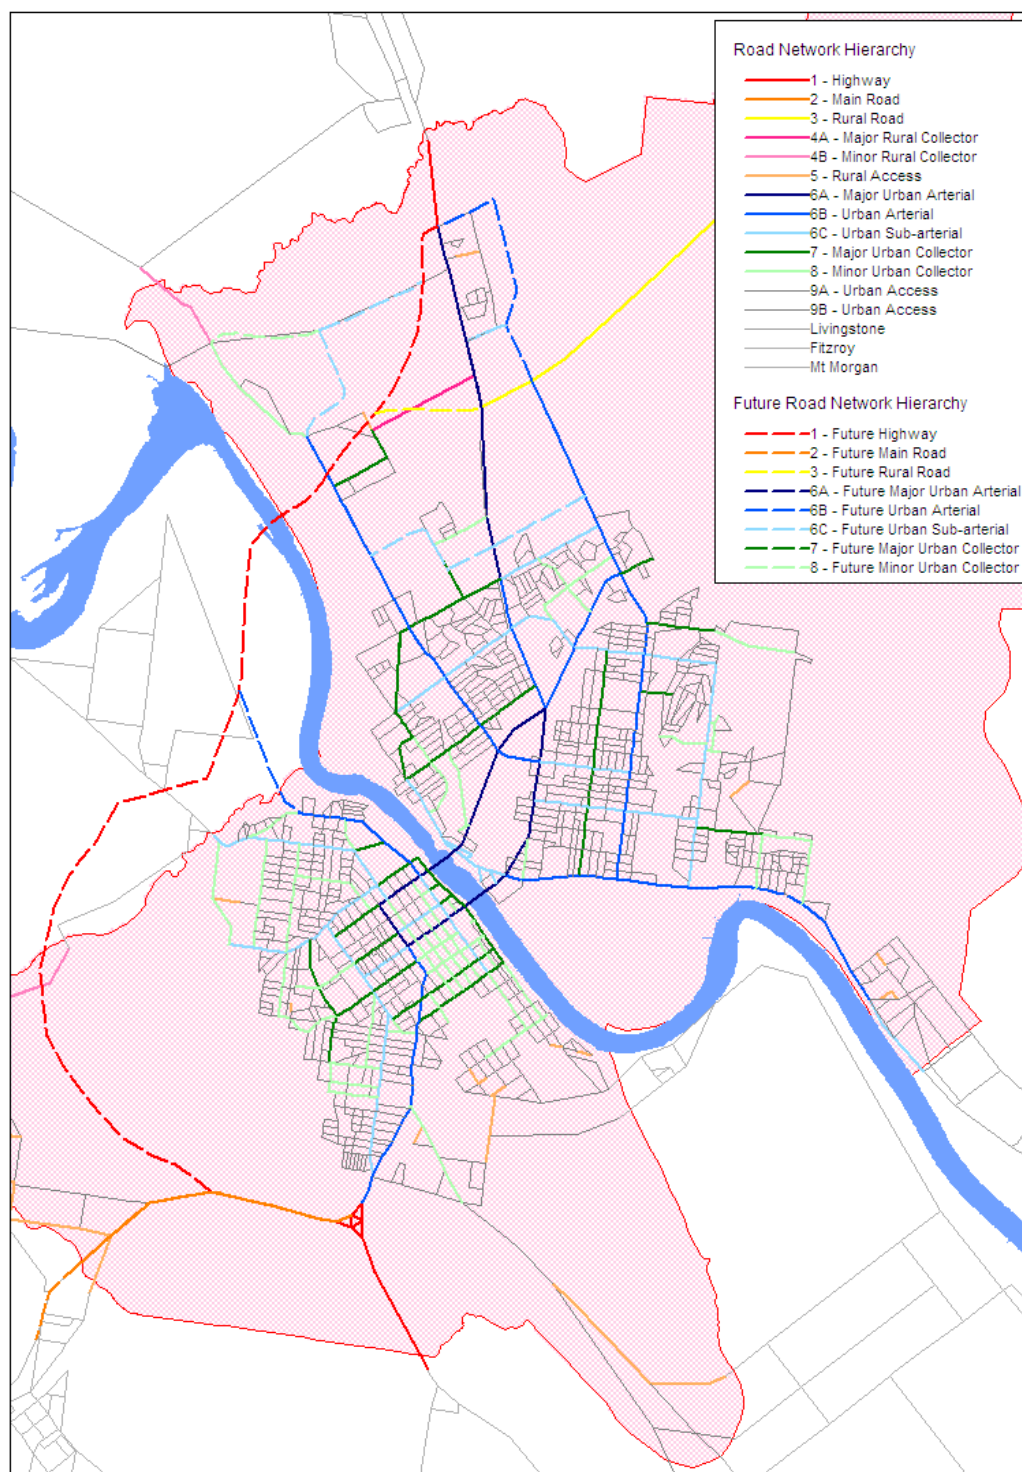 Road Network Hierarchy
1 - Highway
2 - Main Road
3 - Rural Road
4A - Major Rural Collector
4B - Minor Rural Collector
5 - Rural Access
6A - Major Urban Arterial
6B - Urban Arterial
6C - Urban Sub-arterial
7 - Major Urban Collector
8 - Minor Urban Collector
9A - Urban Access
9B - Urban Access
Livingstone
Fitzroy
Mt Morgan
Future Road Network Hierarchy
1 - Future Highway
2 - Future Main Road
3 - Future Rural Road
6A - Future Major Urban Arterial
6B - Future Urban Arterial
6C - Future Urban Sub-arterial
7 - Future Major Urban Collector
8 - Future Minor Urban Collector